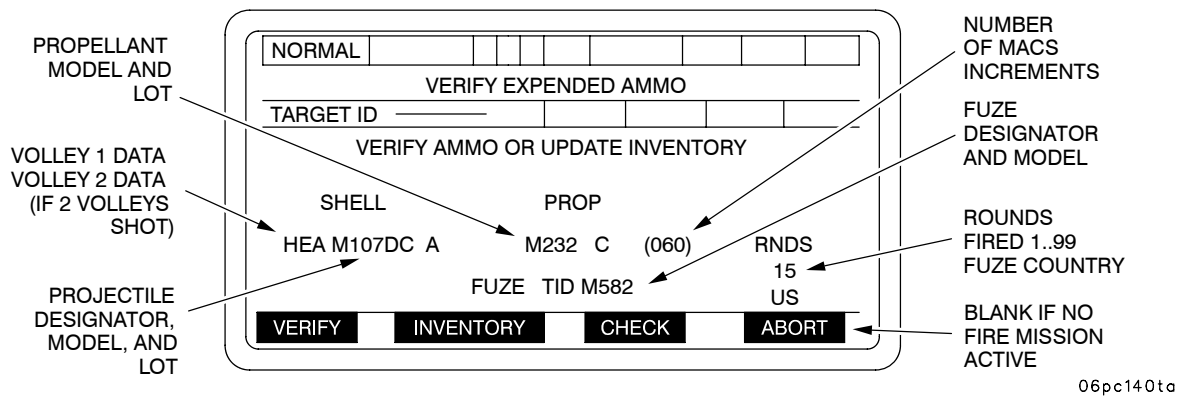 PROPELLANT
MODEL AND
LOT
VOLLEY 1 DATA
VOLLEY 2 DATA
(IF 2 VOLLEYS
SHOT)
PROJECTILE
DESIGNATOR,
MODEL, AND
LOT
NORMAL
VERIFY EXPENDED AMMO
TARGET ID
VERIFY AMMO OR UPDATE INVENTORY
SHELL PROP
HEA M107DC A M232 C (060) RNDS
15
FUZE TID M582
US
VERIFY INVENTORY CHECK ABORT
NUMBER
OF MACS
INCREMENTS
FUZE
DESIGNATOR
AND MODEL
ROUNDS
FIRED 1..99
FUZE COUNTRY
BLANK IF NO
FIRE MISSION
ACTIVE
06pc140ta